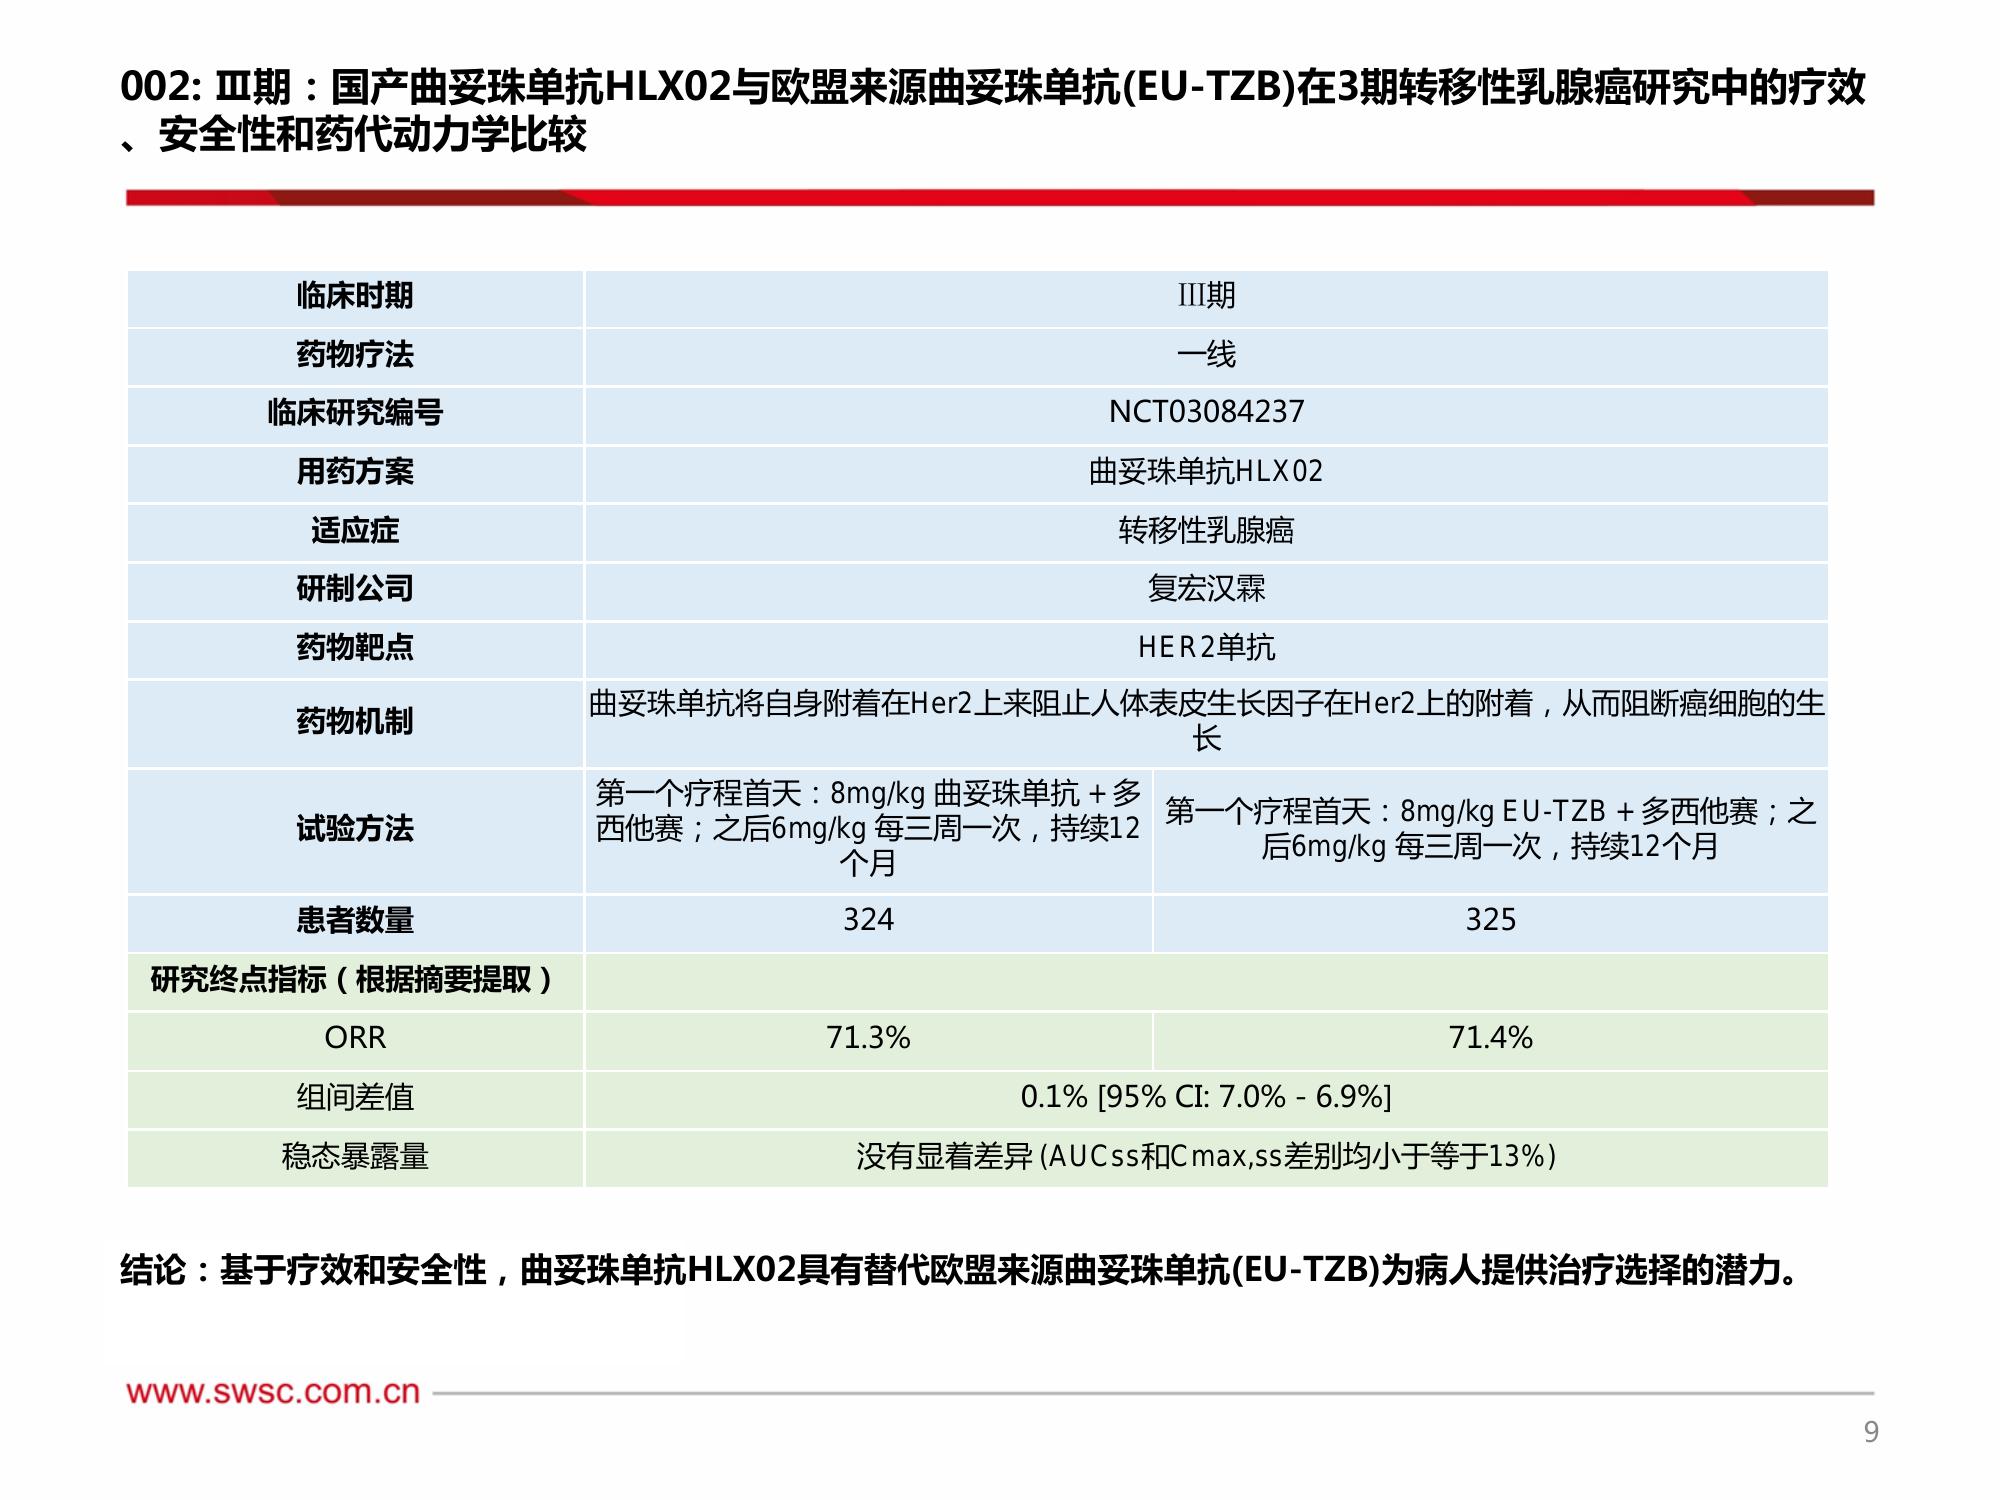 002: Ⅲ期：国产曲妥珠单抗HLX02与欧盟来源曲妥珠单抗(EU-TZB)在3期转移性乳腺癌研究中的疗效
、安全性和药代动力学比较
临床时期
III期
药物疗法
一线
临床研究编号
NCT03084237
用药方案
曲妥珠单抗HLX02
适应症
转移性乳腺癌
研制公司
复宏汉霖
药物靶点
HER2单抗
药物机制
曲妥珠单抗将自身附着在Her2上来阻止人体表皮生长因子在Her2上的附着，从而阻断癌细胞的生
长
试验方法
第一个疗程首天：8mg/kg 曲妥珠单抗 + 多
西他赛；之后6mg/kg 每三周一次，持续12
个月
第一个疗程首天：8mg/kg EU-TZB + 多西他赛；之
后6mg/kg 每三周一次，持续12个月
患者数量
324
325
研究终点指标（根据摘要提取）
ORR
71.3%
71.4%
组间差值
0.1% [95% CI: 7.0% - 6.9%]
稳态暴露量
没有显着差异 (AUCss和Cmax,ss差别均小于等于13%)
结论：基于疗效和安全性，曲妥珠单抗HLX02具有替代欧盟来源曲妥珠单抗(EU-TZB)为病人提供治疗选择的潜力。
www.swsc.com.cn
9